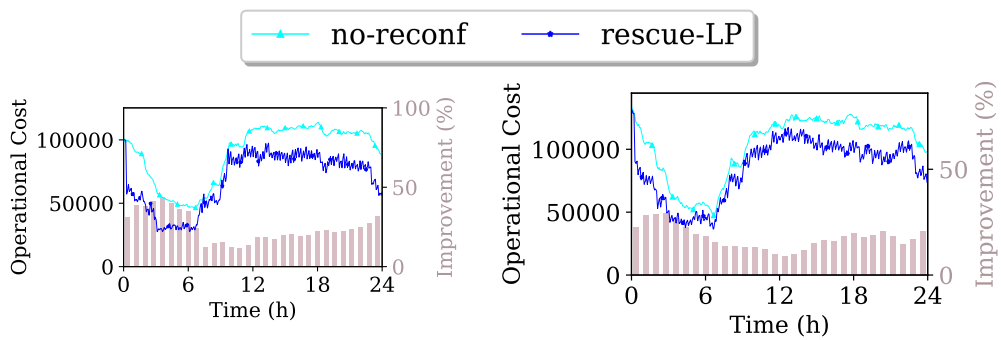 no-reconf rescue-LP
Operational Cost
100000
50000
0
100
50
0
Improvement (%)
0 6 12 18 24
Time (h)
Operational Cost
100000
50000
0
50
0
Improvement (%)
0 6 12 18 24
Time (h)